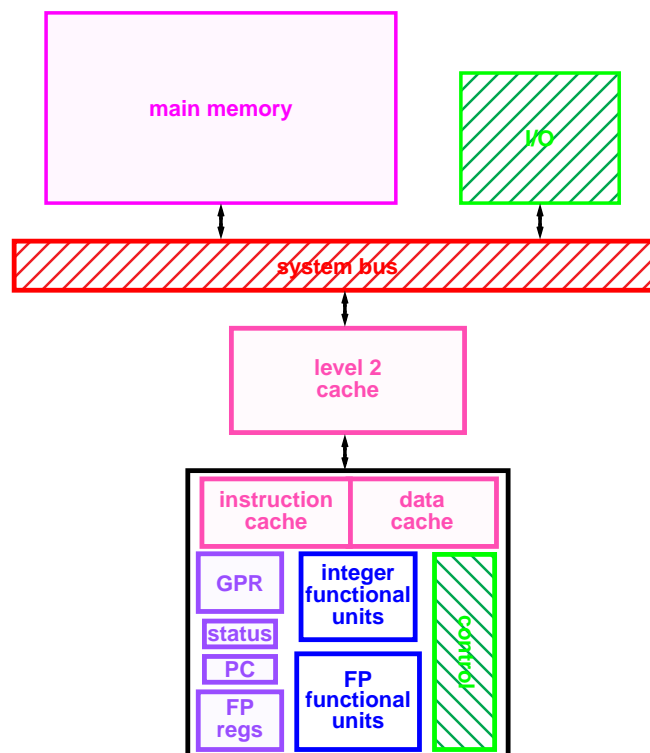 main memory
I/O
system bus
level 2
cache
instruction
cache
data
cache
GPR
status
PC
FP
regs
integer
functional
units
FP
functional
units
control